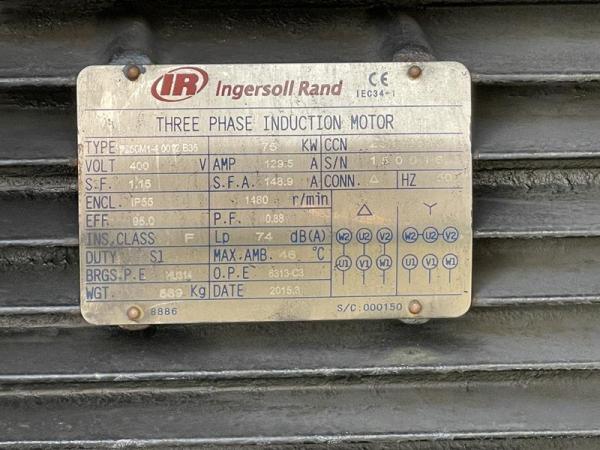 IR Ingersoll Rand CE
IEC34-1
THREE PHASE INDUCTION MOTOR
TYPE B35 75 KW CCN
VOLT 400 V AMP 129.5 A S/N
S.F. 1.15 S.F.A. 148.9 A CONN. △ HZ 50
ENCL. IP55 1480 r/min
EFF. 95.0 P.F. 0.88
INS.CLASS F Lp 74 dB(A)
DUTY S1 MAX.AMB. 46 °C
BRGS.P.E NU314 O.P.E 6313-C3
WGT. Kg DATE 2015.3
△ Y
W2 U2 V2 W2 U2 V2
U1 V1 W1 U1 V1 W1
8886 S/C:000150